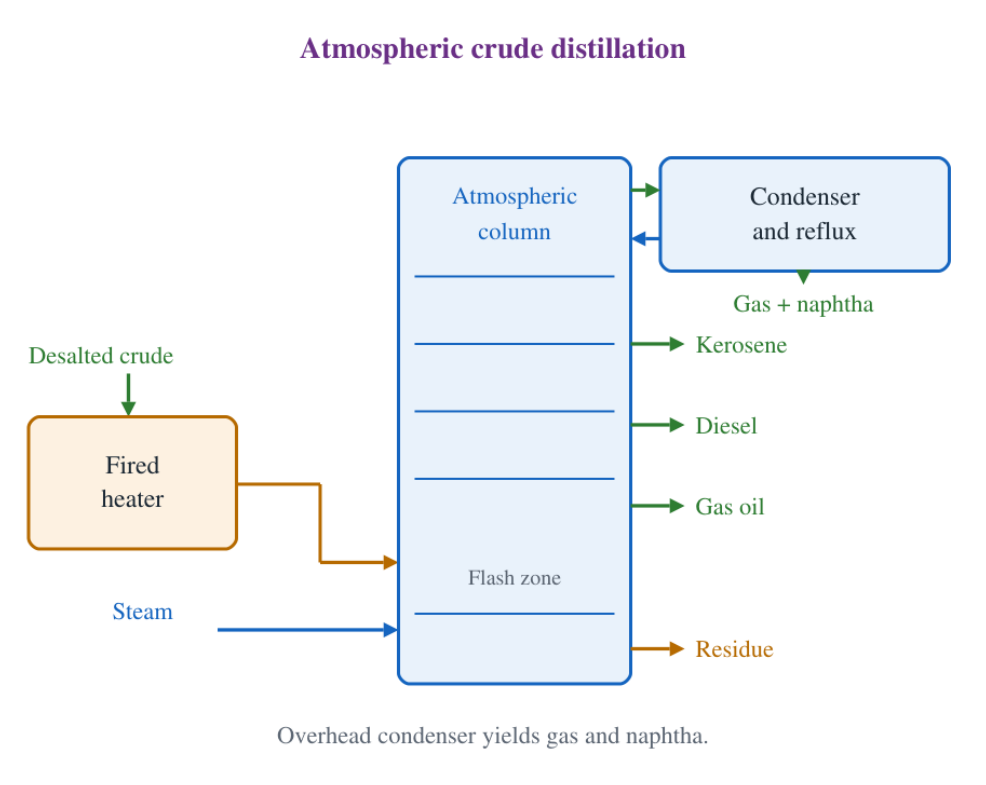 Atmospheric crude distillation
Atmospheric
column
Condenser
and reflux
Gas + naphtha
Kerosene
Desalted crude
Diesel
Fired
heater
Gas oil
Flash zone
Steam
Residue
Overhead condenser yields gas and naphtha.